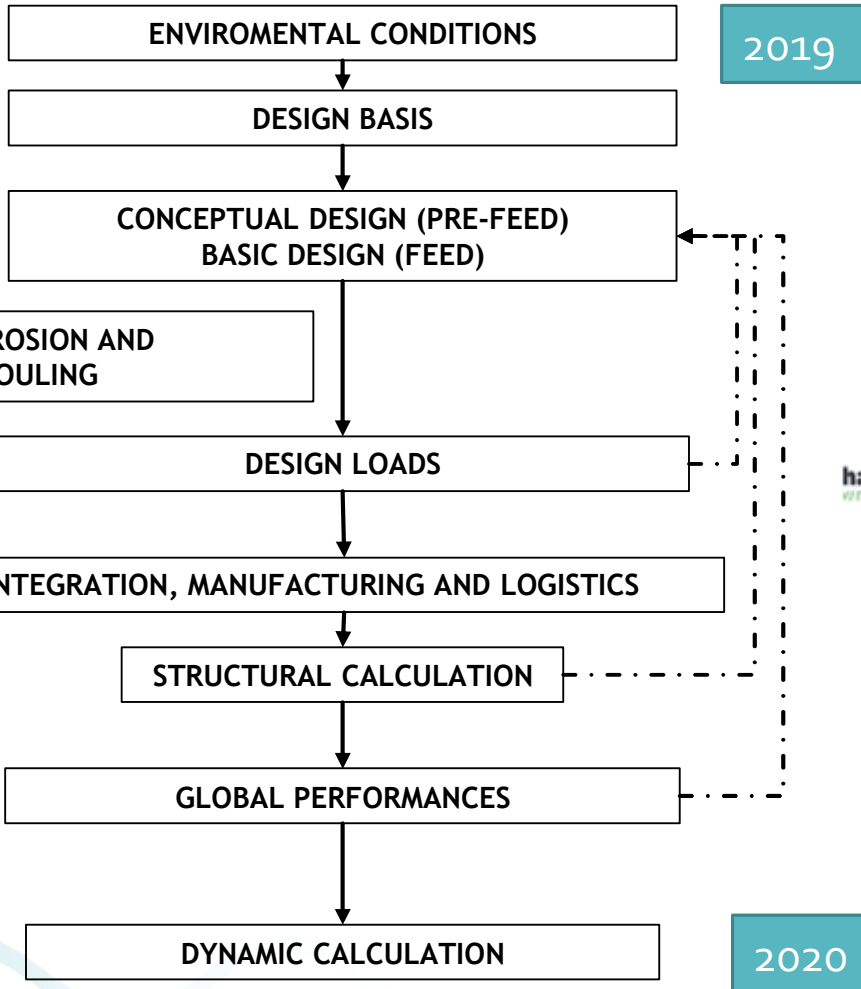 ENVIROMENTAL CONDITIONS
2019
DESIGN BASIS
CONCEPTUAL DESIGN (PRE-FEED)
BASIC DESIGN (FEED)
ROSION AND
OULING
DESIGN LOADS
ha
NTEGRATION, MANUFACTURING AND LOGISTICS
STRUCTURAL CALCULATION
GLOBAL PERFORMANCES
DYNAMIC CALCULATION
2020